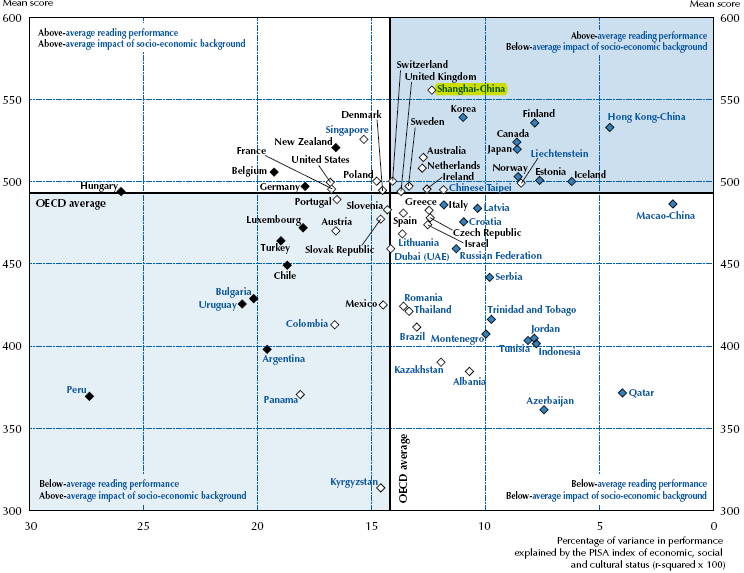 Mean score
Mean score
600
600
Above-average reading performance
Above-average impact of socio-economic background
Above-average reading performance
Below-average impact of socio-economic background
Switzerland
United Kingdom
Shanghai-China
550
550
Korea
Finland
Hong Kong-China
Denmark
Singapore
Sweden
Canada
New Zealand
France
Australia
Japan
United States
Liechtenstein
Belgium
Poland
Netherlands
Norway
Ireland
Estonia
Iceland
500
500
Hungary
Germany
Chinese Taipei
OECD average
Portugal
Slovenia
Greece
Italy
Latvia
Macao-China
Luxembourg
Austria
Spain
Croatia
Czech Republic
Turkey
Slovak Republic
Lithuania
Israel
Dubai (UAE)
Russian Federation
450
450
Chile
Serbia
Bulgaria
Uruguay
Mexico
Romania
Thailand
Trinidad and Tobago
Colombia
Brazil
Montenegro
Jordan
400
400
Tunisia
Indonesia
Argentina
Kazakhstan
Albania
Peru
Panama
Azerbaijan
Qatar
350
350
OECD average
Kyrgyzstan
Below-average reading performance
Above-average impact of socio-economic background
Below-average reading performance
Below-average impact of socio-economic background
300
300
30
25
20
15
10
5
0
Percentage of variance in performance
explained by the PISA index of economic, social
and cultural status (r-squared x 100)